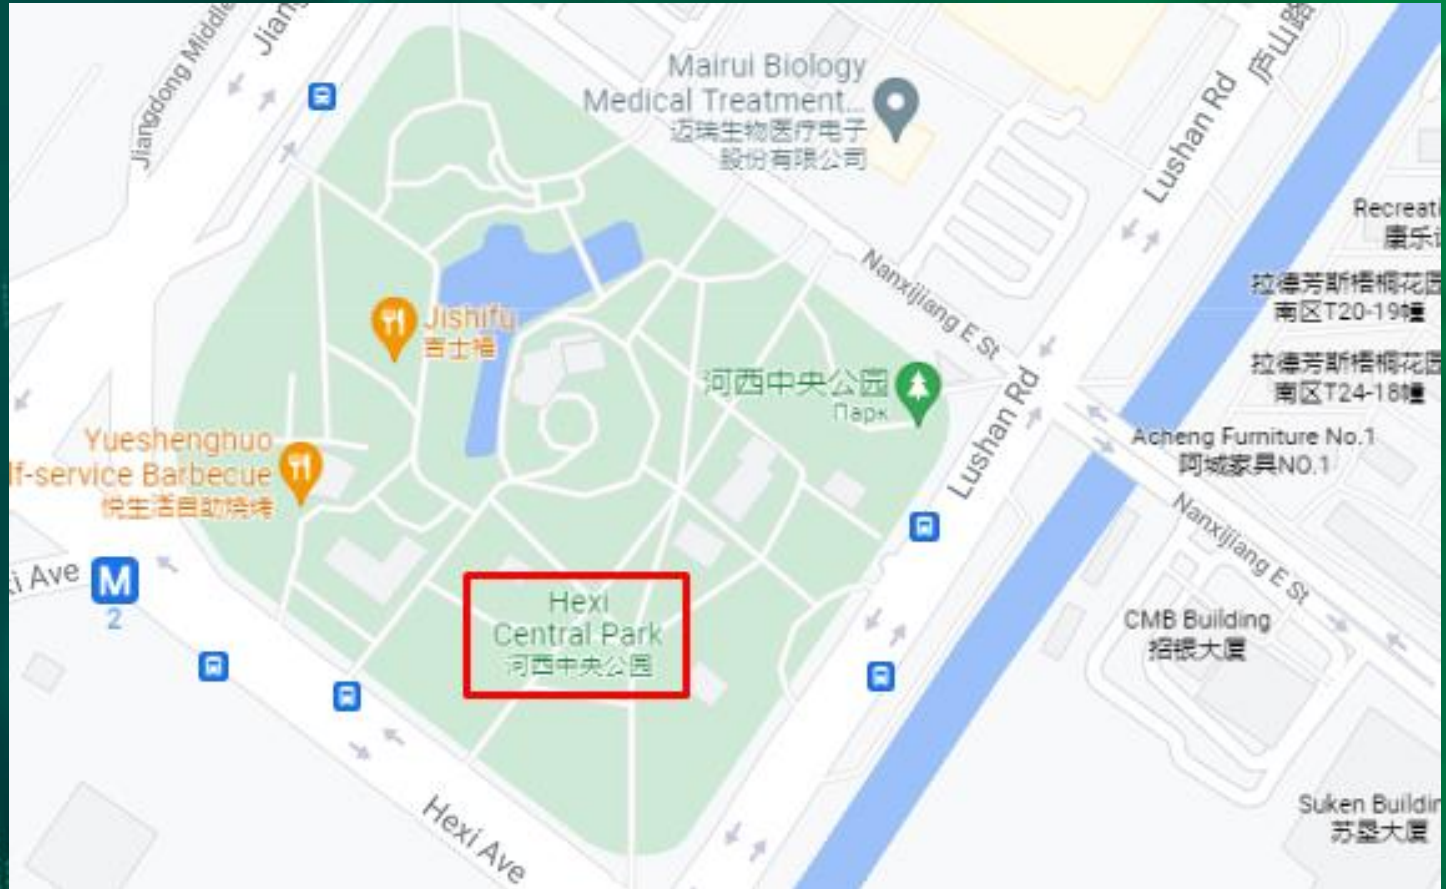 Jiangdong Middle
Jiang
Mairui Biology
Medical Treatment...
迈瑞生物医疗电子
股份有限公司
庐山路
Lushan Rd
Recreati
康乐
Nanxijiang E St
拉德芳斯梧桐花园
南区T20-19幢
Jishifu
吉士福
拉德芳斯梧桐花园
南区T24-18幢
河西中央公园
Парк
Lushan Rd
Yueshenghuo
lf-service Barbecue
悦生活自助烧烤
Acheng Furniture No.1
阿城家具NO.1
Nanxijiang E St
xi Ave
M
2
Hexi
Central Park
河西中央公园
CMB Building
招银大厦
Hexi Ave
Suken Buildin
苏垦大厦